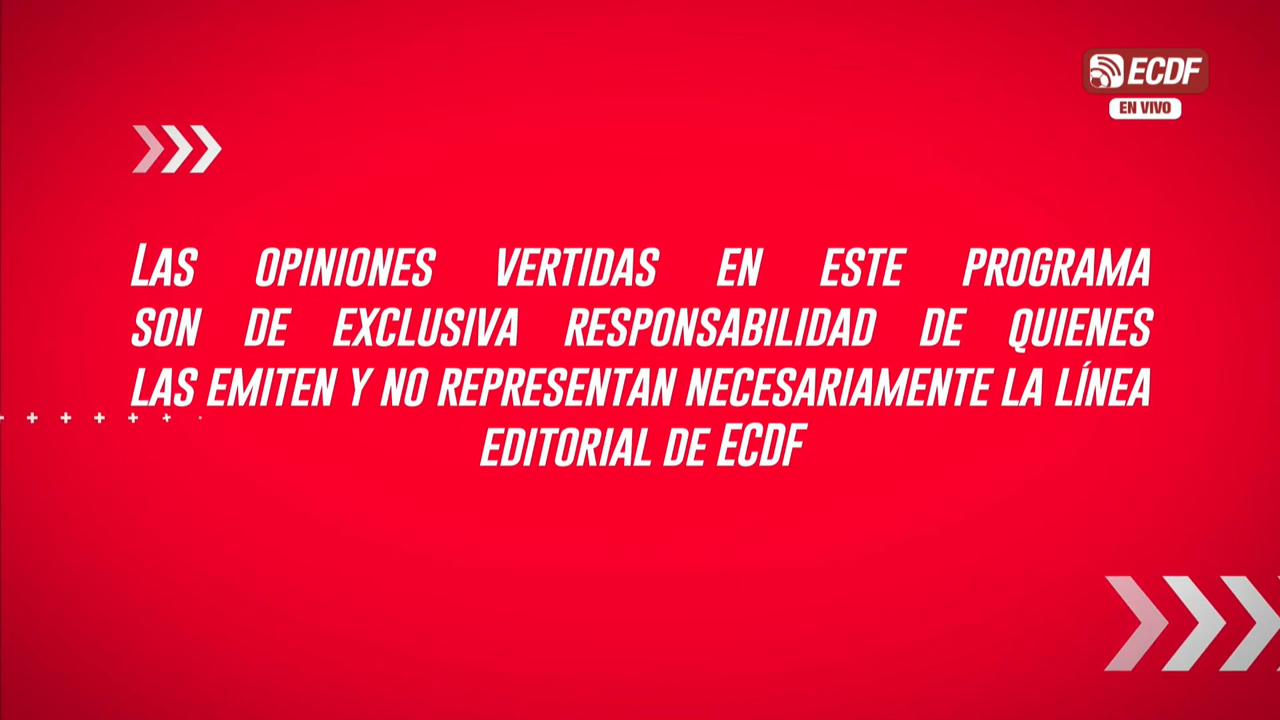 ECDF
EN VIVO
LAS OPINIONES VERTIDAS EN ESTE PROGRAMA
SON DE EXCLUSIVA RESPONSABILIDAD DE QUIENES
LAS EMITEN Y NO REPRESENTAN NECESARIAMENTE LA LÍNEA
EDITORIAL DE ECDF